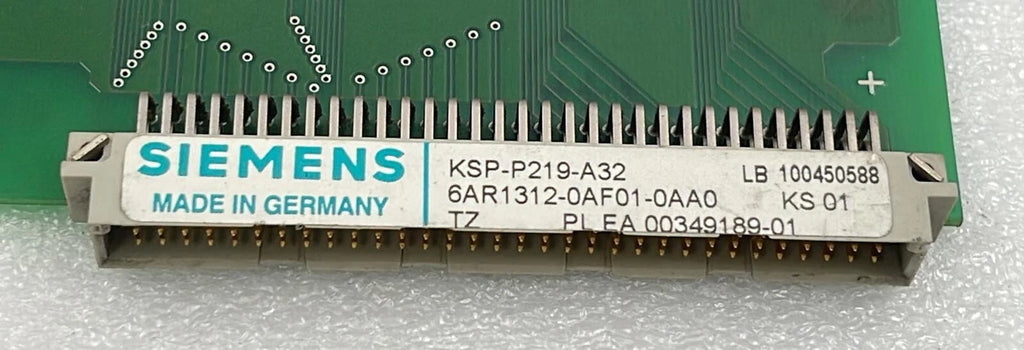 SIEMENS
MADE IN GERMANY
KSP-P219-A32 LB 100450588
6AR1312-0AF01-0AA0 KS 01
TZ PL EA 00349189-01